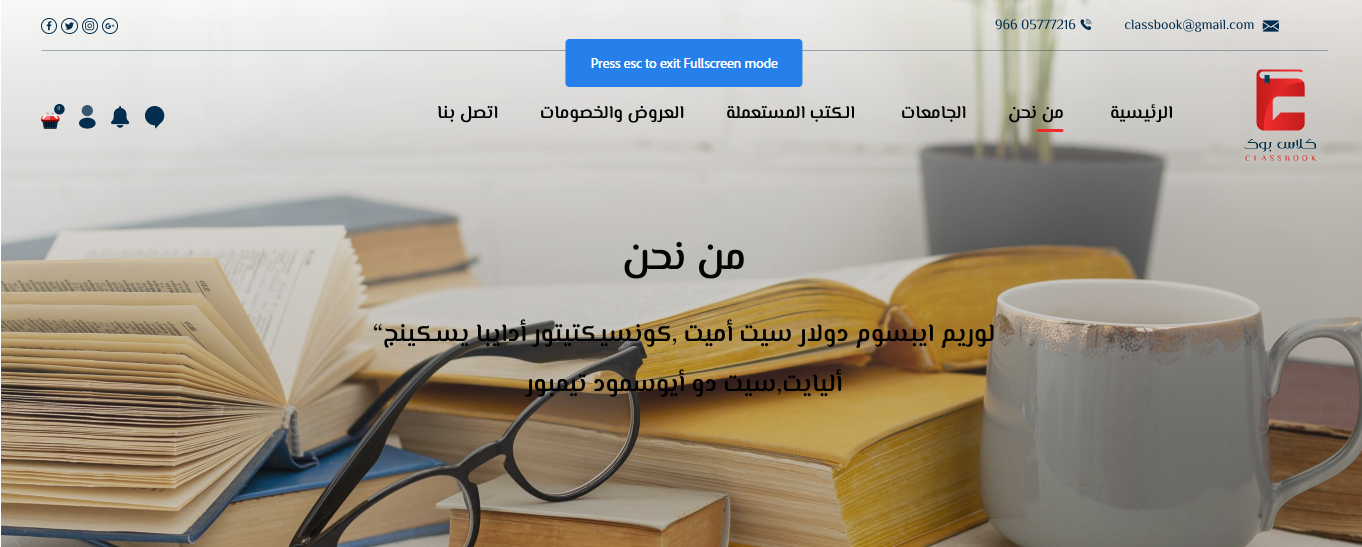 966 05777216
classbook@gmail.com
Press esc to exit Fullscreen mode
الرئيسية
من نحن
الجامعات
الكتب المستعملة
العروض والخصومات
اتصل بنا
0
كلاس بوك
CLASSBOOK
من نحن
لوريم ايبسوم دولار سيت أميت ,كونسيكتيتور أدايبا يسكينج“
أليايت,سيت دو أيوسمود تيمبور